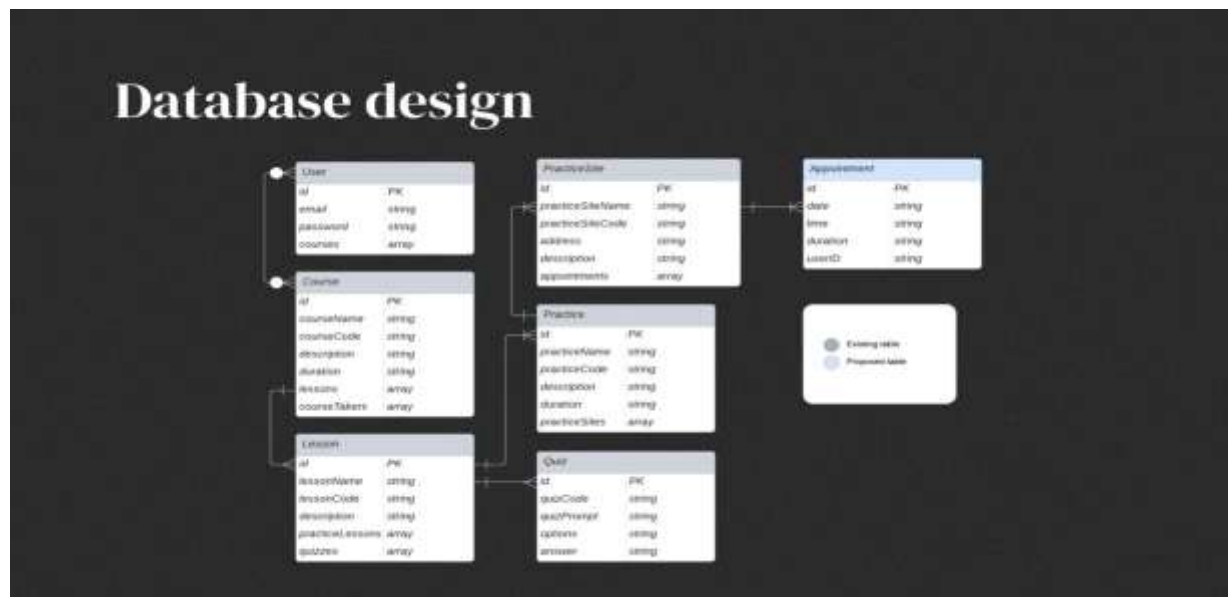 Database design
User
id PK
email string
password string
courses array
Course
id PK
courseName string
courseCode string
description string
duration string
lessons array
courseTakers array
Lesson
id PK
lessonName string
lessonCode string
description string
practiceLessons array
quizzes array
PracticeSite
id PK
practiceSiteName string
practiceSiteCode string
address string
description string
appointments array
Practice
id PK
practiceName string
practiceCode string
description string
duration string
practiceSites array
Quiz
id PK
quizCode string
quizPrompt string
options string
answer string
Appointment
id PK
date string
time string
duration string
userID string
Existing table
Proposed table